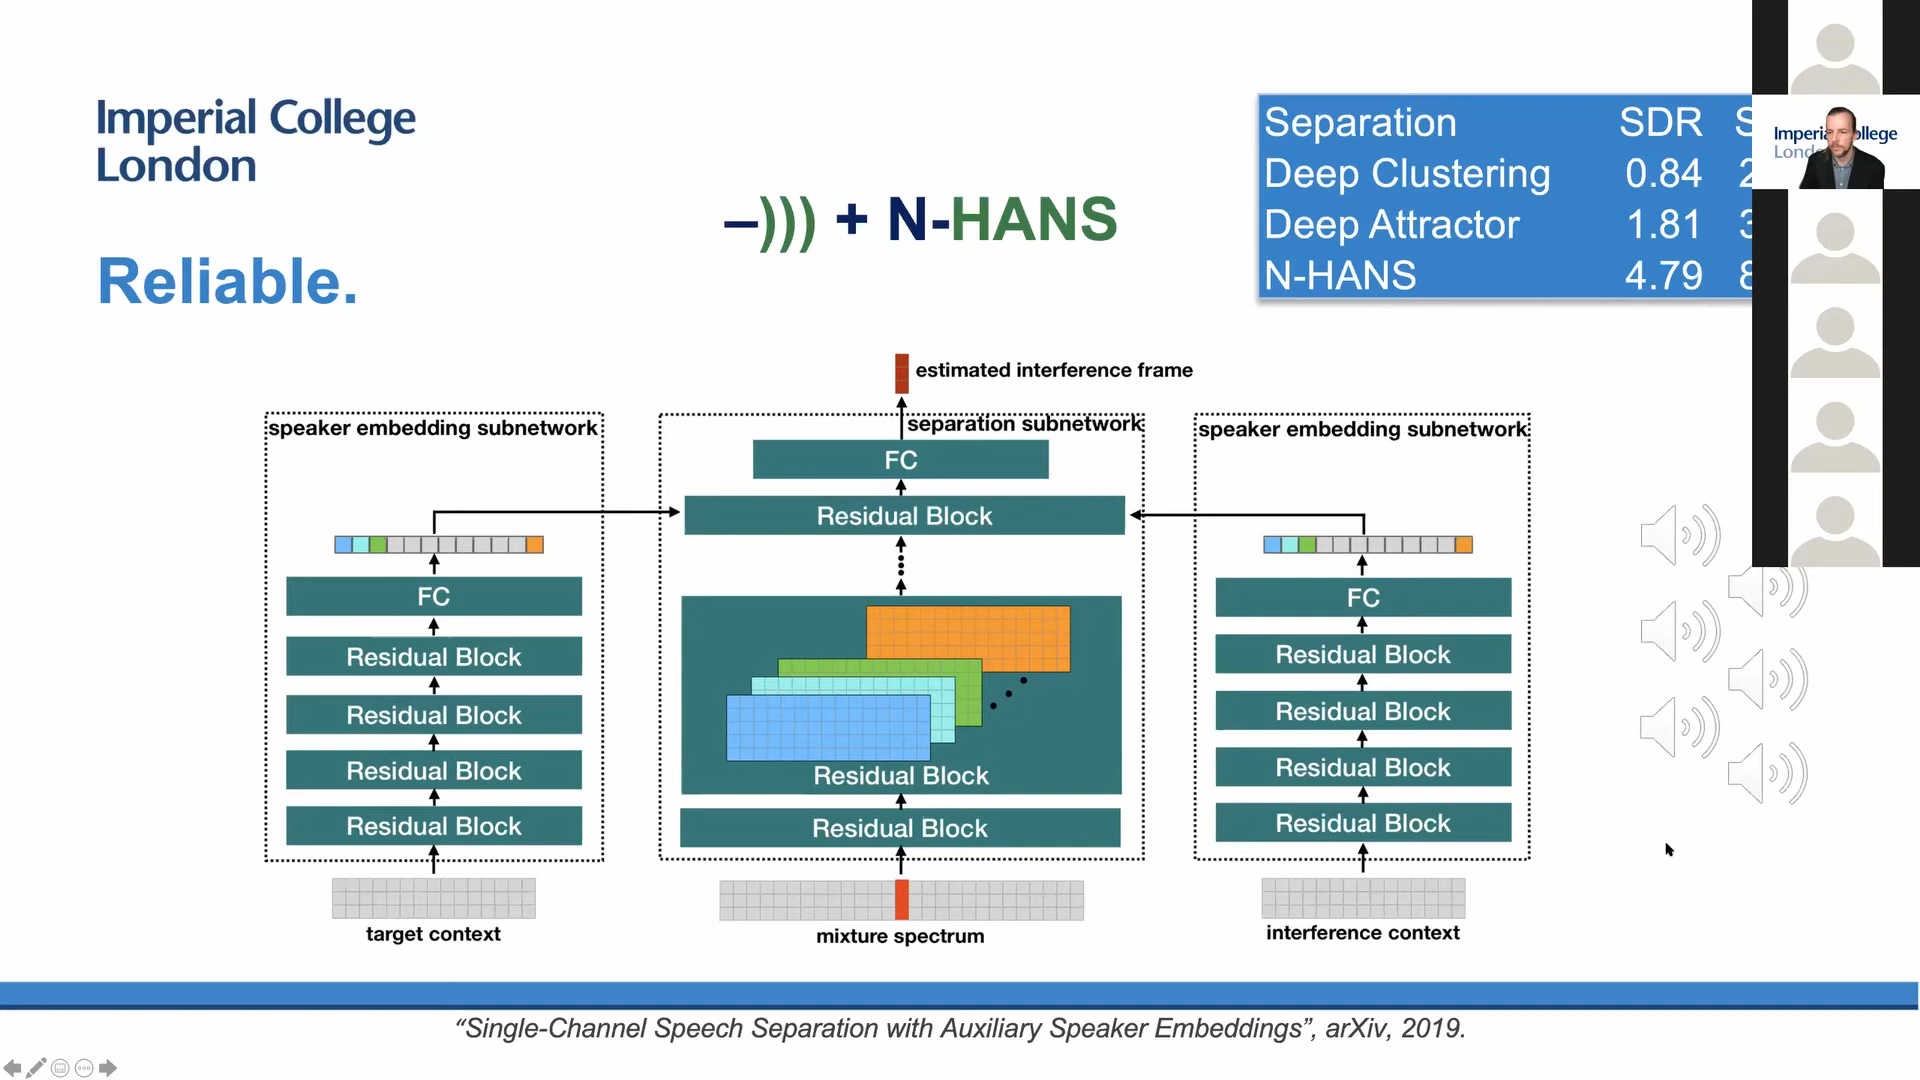 Imperial College
London
Reliable.
–))) + N-HANS
Separation SDR
Deep Clustering 0.84
Deep Attractor 1.81
N-HANS 4.79
Imperial College
estimated interference frame
speaker embedding subnetwork
separation subnetwork
speaker embedding subnetwork
FC
Residual Block
FC
Residual Block
Residual Block
Residual Block
Residual Block
Residual Block
Residual Block
FC
Residual Block
Residual Block
Residual Block
Residual Block
target context
mixture spectrum
interference context
“Single-Channel Speech Separation with Auxiliary Speaker Embeddings”, arXiv, 2019.